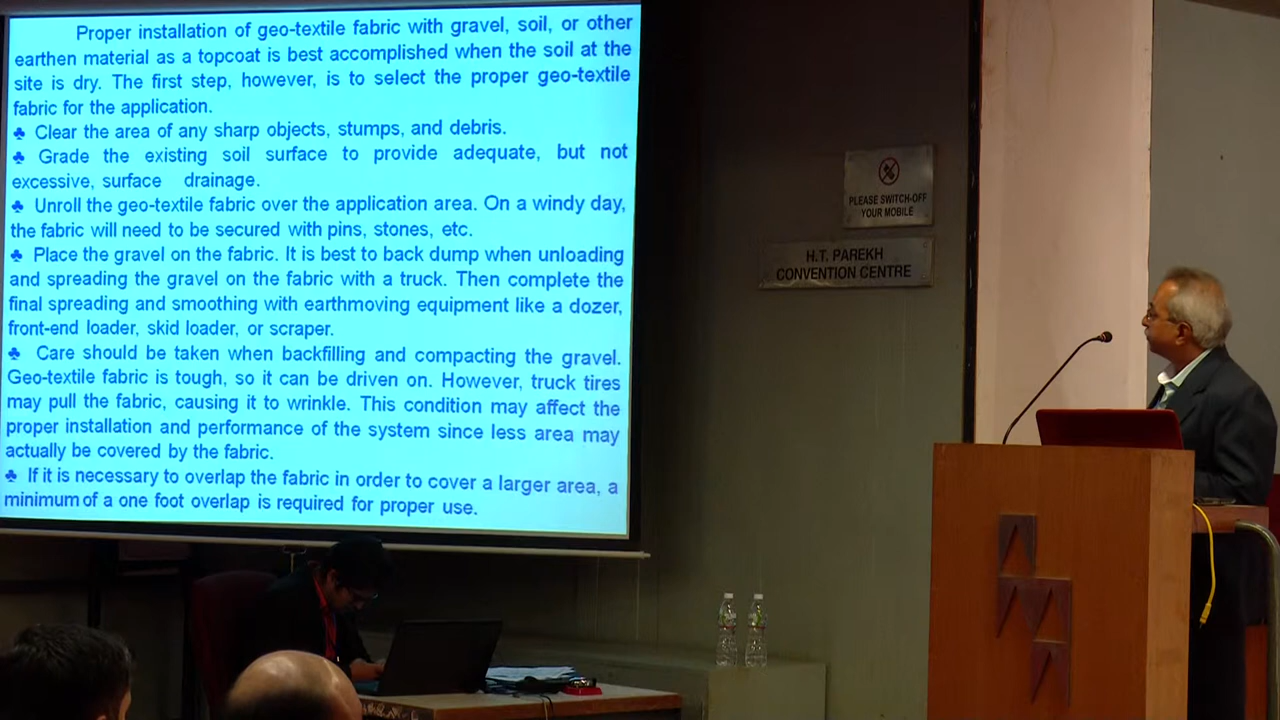 Proper installation of geo-textile fabric with gravel, soil, or other
earthen material as a topcoat is best accomplished when the soil at the
site is dry. The first step, however, is to select the proper geo-textile
fabric for the application.
♣ Clear the area of any sharp objects, stumps, and debris.
♣ Grade the existing soil surface to provide adequate, but not
excessive, surface drainage.
♣ Unroll the geo-textile fabric over the application area. On a windy day,
the fabric will need to be secured with pins, stones, etc.
♣ Place the gravel on the fabric. It is best to back dump when unloading
and spreading the gravel on the fabric with a truck. Then complete the
final spreading and smoothing with earthmoving equipment like a dozer,
front-end loader, skid loader, or scraper.
♣ Care should be taken when backfilling and compacting the gravel.
Geo-textile fabric is tough, so it can be driven on. However, truck tires
may pull the fabric, causing it to wrinkle. This condition may affect the
proper installation and performance of the system since less area may
actually be covered by the fabric.
♣ If it is necessary to overlap the fabric in order to cover a larger area, a
minimum of a one foot overlap is required for proper use.
PLEASE SWITCH-OFF
YOUR MOBILE
H.T. PAREKH
CONVENTION CENTRE